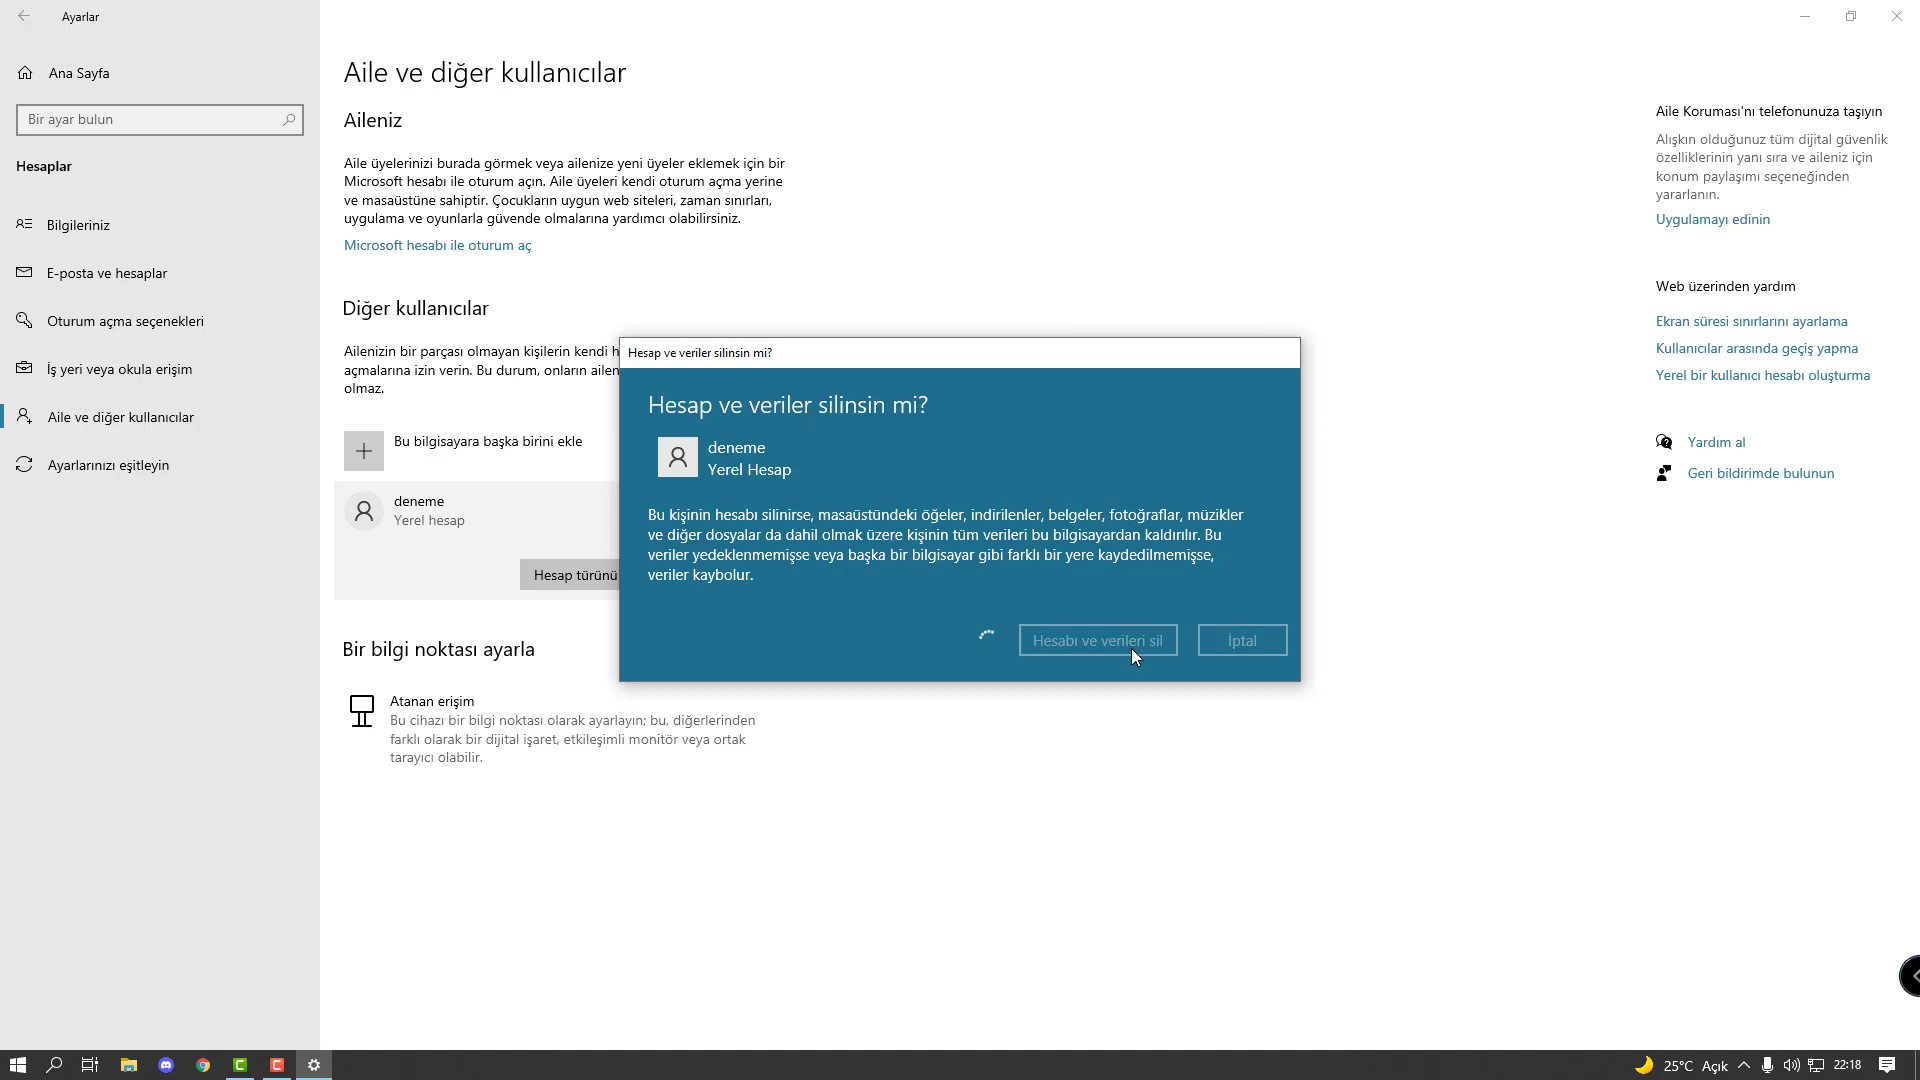 Ayarlar
Ana Sayfa
Bir ayar bulun
Hesaplar
Bilgileriniz
E-posta ve hesaplar
Oturum açma seçenekleri
İş yeri veya okula erişim
Aile ve diğer kullanıcılar
Ayarlarınızı eşitleyin
Aile ve diğer kullanıcılar
Aileniz
Aile üyelerinizi burada görmek veya ailenize yeni üyeler eklemek için bir
Microsoft hesabı ile oturum açın. Aile üyeleri kendi oturum açma yerine
ve masaüstüne sahiptir. Çocukların uygun web siteleri, zaman sınırları,
uygulama ve oyunlarla güvende olmalarına yardımcı olabilirsiniz.
Microsoft hesabı ile oturum aç
Diğer kullanıcılar
Ailenizin bir parçası olmayan kişilerin kendi h
açmalarına izin verin. Bu durum, onların ailen
olmaz.
Bu bilgisayara başka birini ekle
deneme
Yerel hesap
Hesap türünü
Bir bilgi noktası ayarla
Atanan erişim
Bu cihazı bir bilgi noktası olarak ayarlayın; bu, diğerlerinden
farklı olarak bir dijital işaret, etkileşimli monitör veya ortak
tarayıcı olabilir.
Hesap ve veriler silinsin mi?
Hesap ve veriler silinsin mi?
deneme
Yerel Hesap
Bu kişinin hesabı silinirse, masaüstündeki öğeler, indirilenler, belgeler, fotoğraflar, müzikler
ve diğer dosyalar da dahil olmak üzere kişinin tüm verileri bu bilgisayardan kaldırılır. Bu
veriler yedeklenmemişse veya başka bir bilgisayar gibi farklı bir yere kaydedilmemişse,
veriler kaybolur.
Hesabı ve verileri sil
İptal
Aile Koruması'nı telefonunuza taşıyın
Alışkın olduğunuz tüm dijital güvenlik
özelliklerinin yanı sıra ve aileniz için
konum paylaşımı seçeneğinden
yararlanın.
Uygulamayı edinin
Web üzerinden yardım
Ekran süresi sınırlarını ayarlama
Kullanıcılar arasında geçiş yapma
Yerel bir kullanıcı hesabı oluşturma
Yardım al
Geri bildirimde bulunun
25°C Açık
22:18